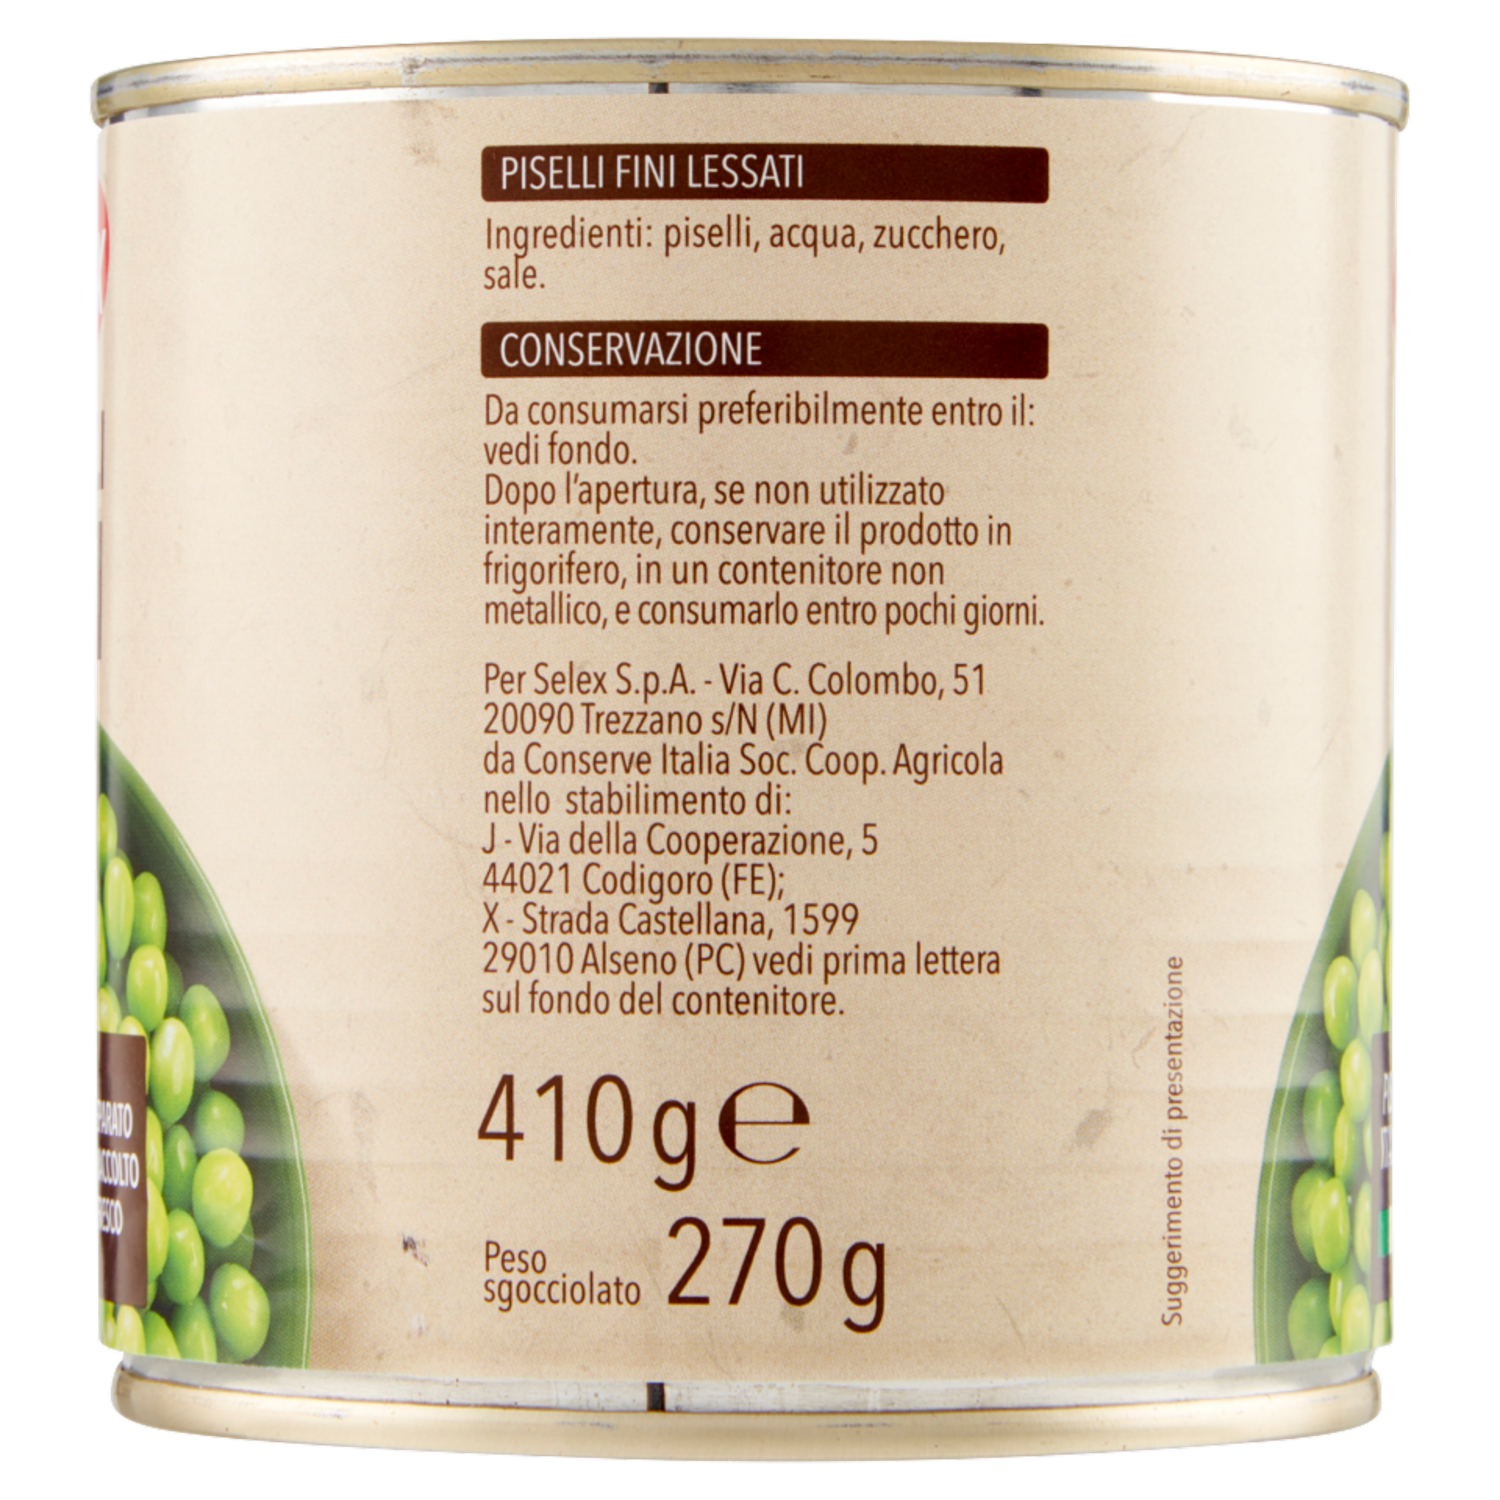 PISELLI FINI LESSATI
Ingredienti: piselli, acqua, zucchero,
sale.
CONSERVAZIONE
Da consumarsi preferibilmente entro il:
vedi fondo.
Dopo l'apertura, se non utilizzato
interamente, conservare il prodotto in
frigorifero, in un contenitore non
metallico, e consumarlo entro pochi giorni.
Per Selex S.p.A. - Via C. Colombo, 51
20090 Trezzano s/N (MI)
da Conserve Italia Soc. Coop. Agricola
nello stabilimento di:
J - Via della Cooperazione, 5
44021 Codigoro (FE);
X - Strada Castellana, 1599
29010 Alseno (PC) vedi prima lettera
sul fondo del contenitore.
410 g ℮
Peso
sgocciolato 270 g
Suggerimento di presentazione